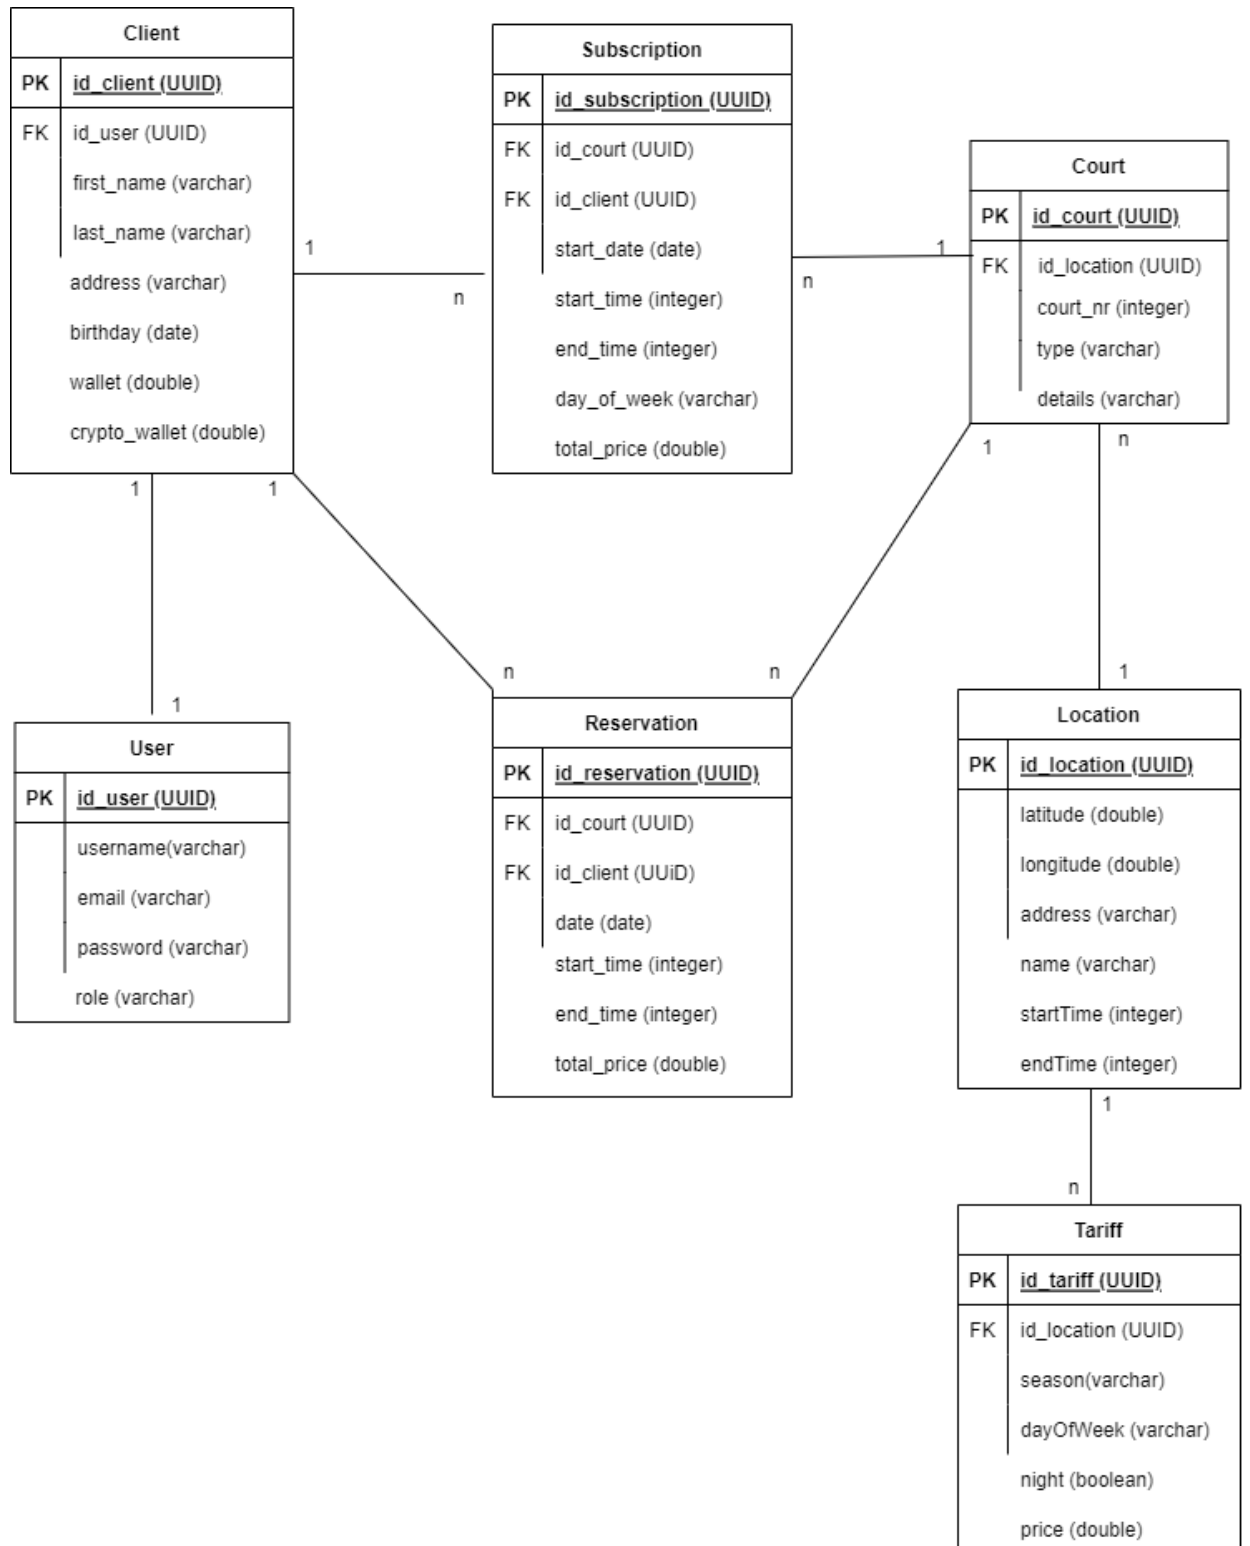 Client
PK id_client (UUID)
FK id_user (UUID)
first_name (varchar)
last_name (varchar)
address (varchar)
birthday (date)
wallet (double)
crypto_wallet (double)
1
n
1
1
Subscription
PK id_subscription (UUID)
FK id_court (UUID)
FK id_client (UUID)
start_date (date)
start_time (integer)
end_time (integer)
day_of_week (varchar)
total_price (double)
n
1
Court
PK id_court (UUID)
FK id_location (UUID)
court_nr (integer)
type (varchar)
details (varchar)
1
n
n
n
1
1
User
PK id_user (UUID)
username(varchar)
email (varchar)
password (varchar)
role (varchar)
Reservation
PK id_reservation (UUID)
FK id_court (UUID)
FK id_client (UUiD)
date (date)
start_time (integer)
end_time (integer)
total_price (double)
Location
PK id_location (UUID)
latitude (double)
longitude (double)
address (varchar)
name (varchar)
startTime (integer)
endTime (integer)
1
n
Tariff
PK id_tariff (UUID)
FK id_location (UUID)
season(varchar)
dayOfWeek (varchar)
night (boolean)
price (double)